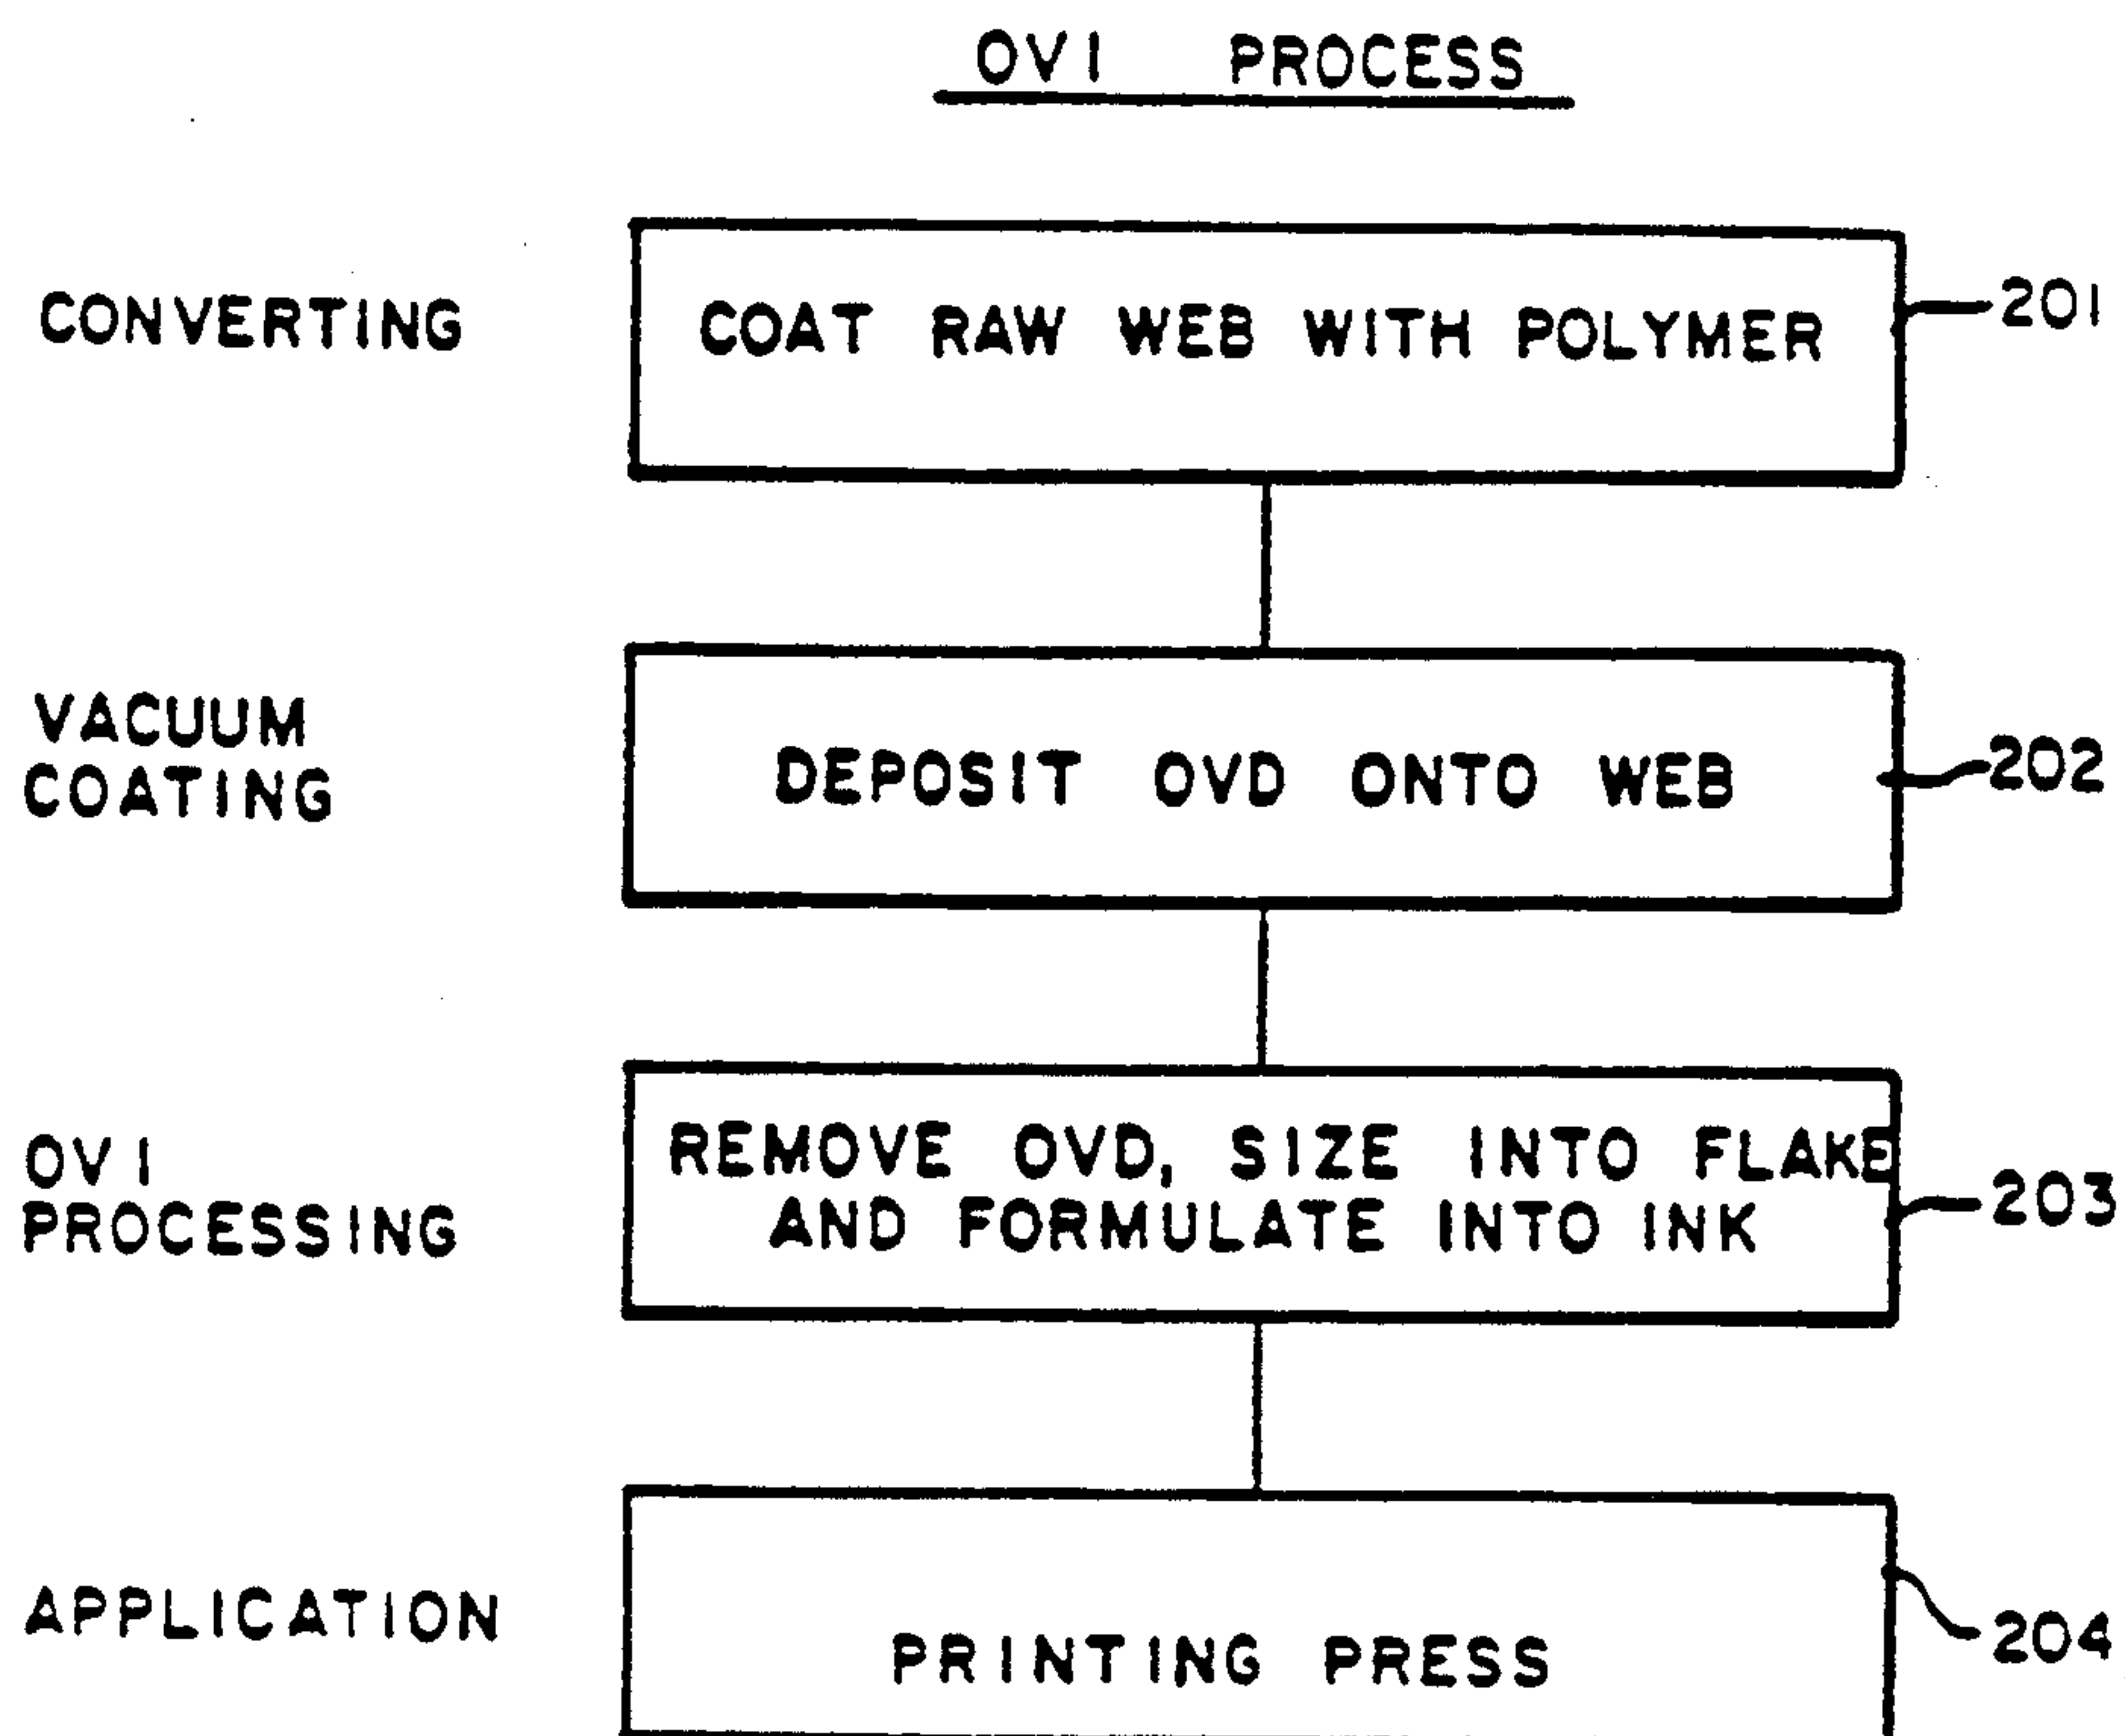 OVI PROCESS
CONVERTING
COAT RAW WEB WITH POLYMER
201
VACUUM
COATING
DEPOSIT OVD ONTO WEB
202
OVI
PROCESSING
REMOVE OVD, SIZE INTO FLAKE
AND FORMULATE INTO INK
203
APPLICATION
PRINTING PRESS
204